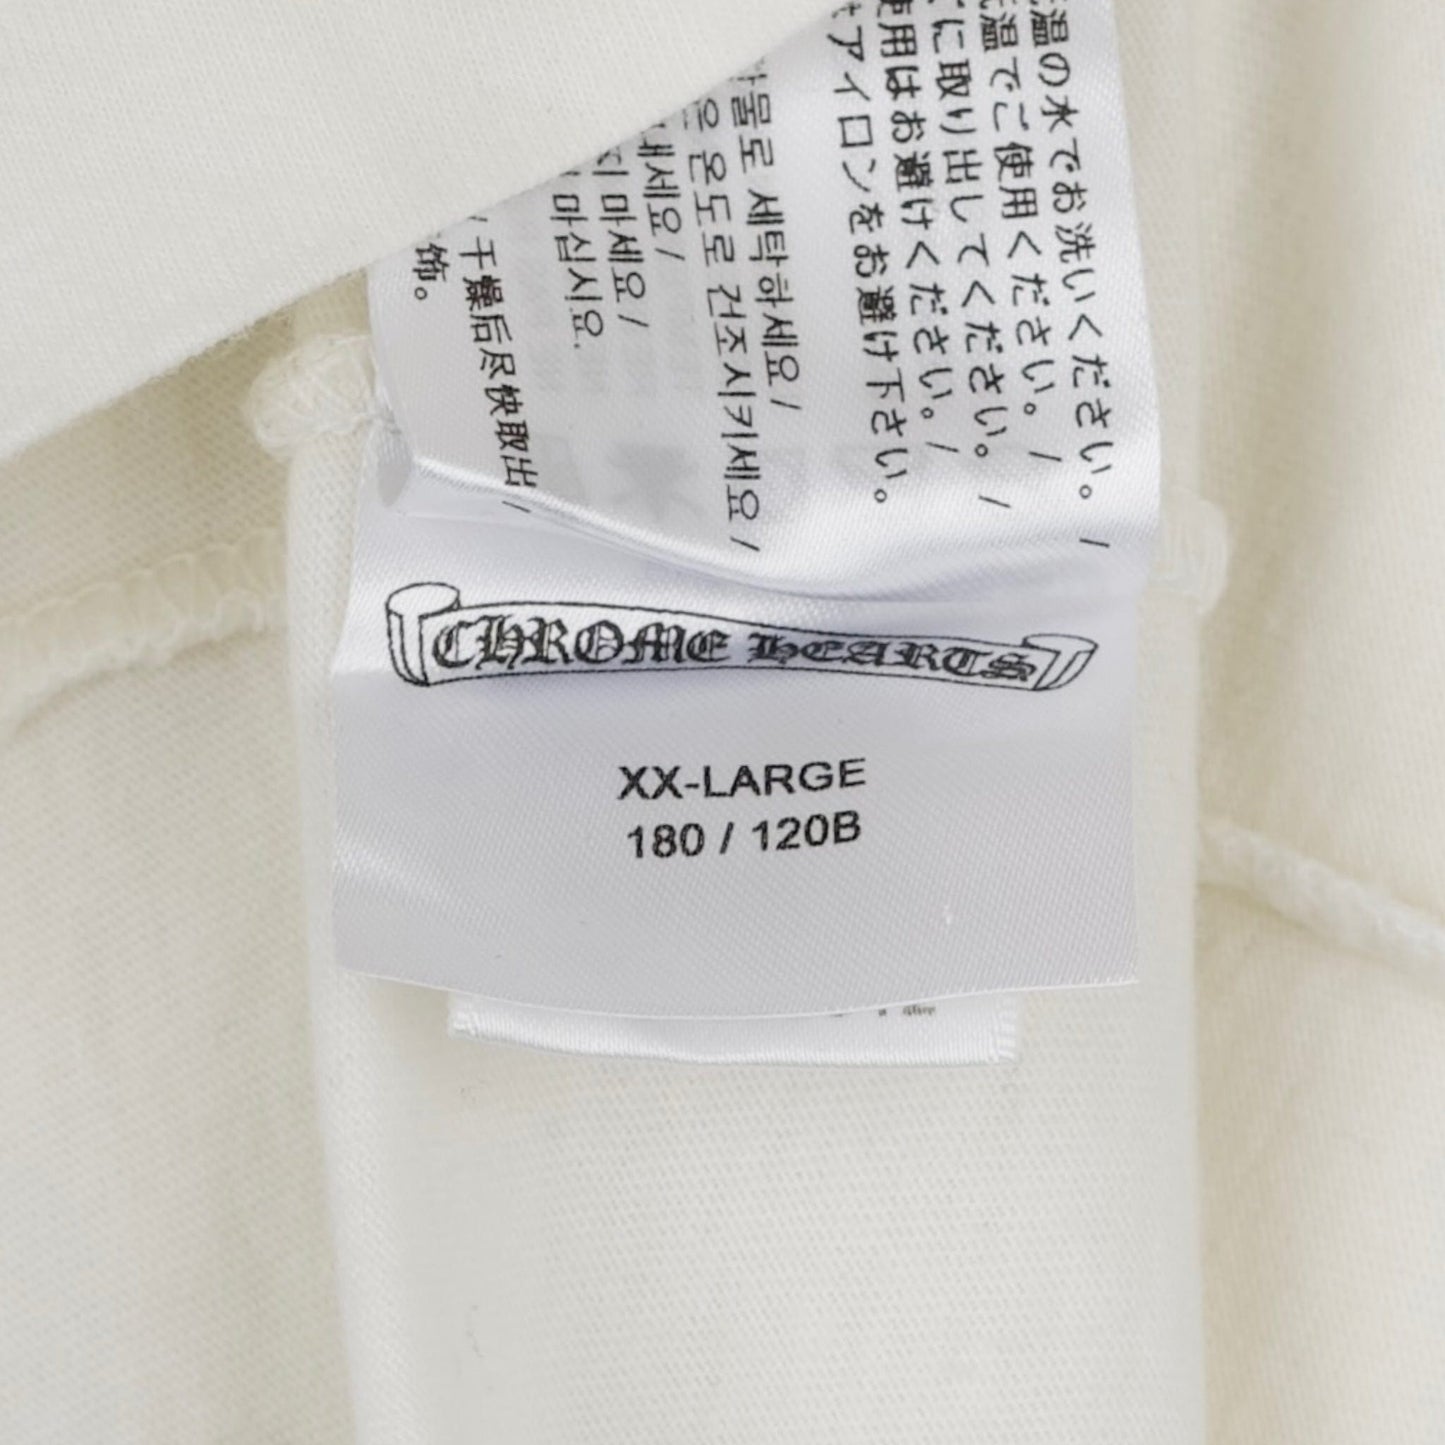 温の水でお洗いください。 /
温でご使用ください。 /
に取り出してください。 /
使用はお避けください。 /
アイロンをお避け下さい。
물로 세탁하세요 /
온도로 건조시키세요 /
내세요 /
지 마세요 /
마십시오.
/ 干燥后尽快取出 /
饰。
CHROME HEARTS
XX-LARGE
180 / 120B